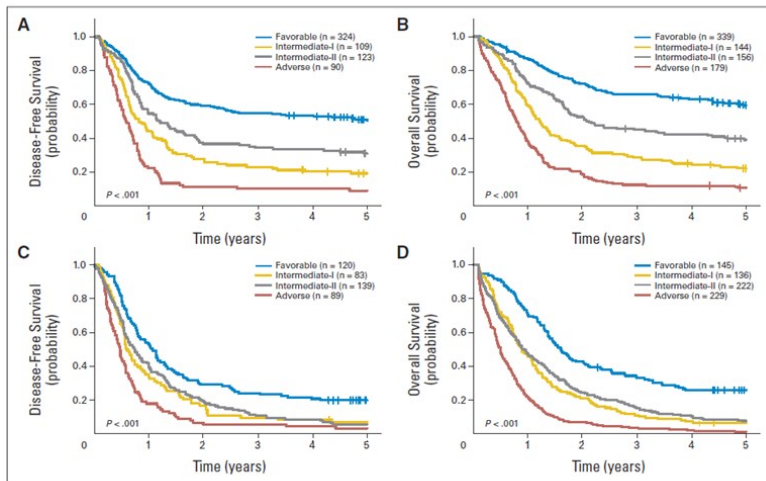 A
Disease-Free Survival
(probability)
1.0
0.8
0.6
0.4
0.2
0
1
2
3
4
5
Time (years)
P < .001
Favorable (n = 324)
Intermediate-I (n = 109)
Intermediate-II (n = 123)
Adverse (n = 90)
B
Overall Survival
(probability)
1.0
0.8
0.6
0.4
0.2
0
1
2
3
4
5
Time (years)
P < .001
Favorable (n = 339)
Intermediate-I (n = 144)
Intermediate-II (n = 156)
Adverse (n = 179)
C
Disease-Free Survival
(probability)
1.0
0.8
0.6
0.4
0.2
0
1
2
3
4
5
Time (years)
P < .001
Favorable (n = 120)
Intermediate-I (n = 83)
Intermediate-II (n = 139)
Adverse (n = 89)
D
Overall Survival
(probability)
1.0
0.8
0.6
0.4
0.2
0
1
2
3
4
5
Time (years)
P < .001
Favorable (n = 145)
Intermediate-I (n = 136)
Intermediate-II (n = 222)
Adverse (n = 229)